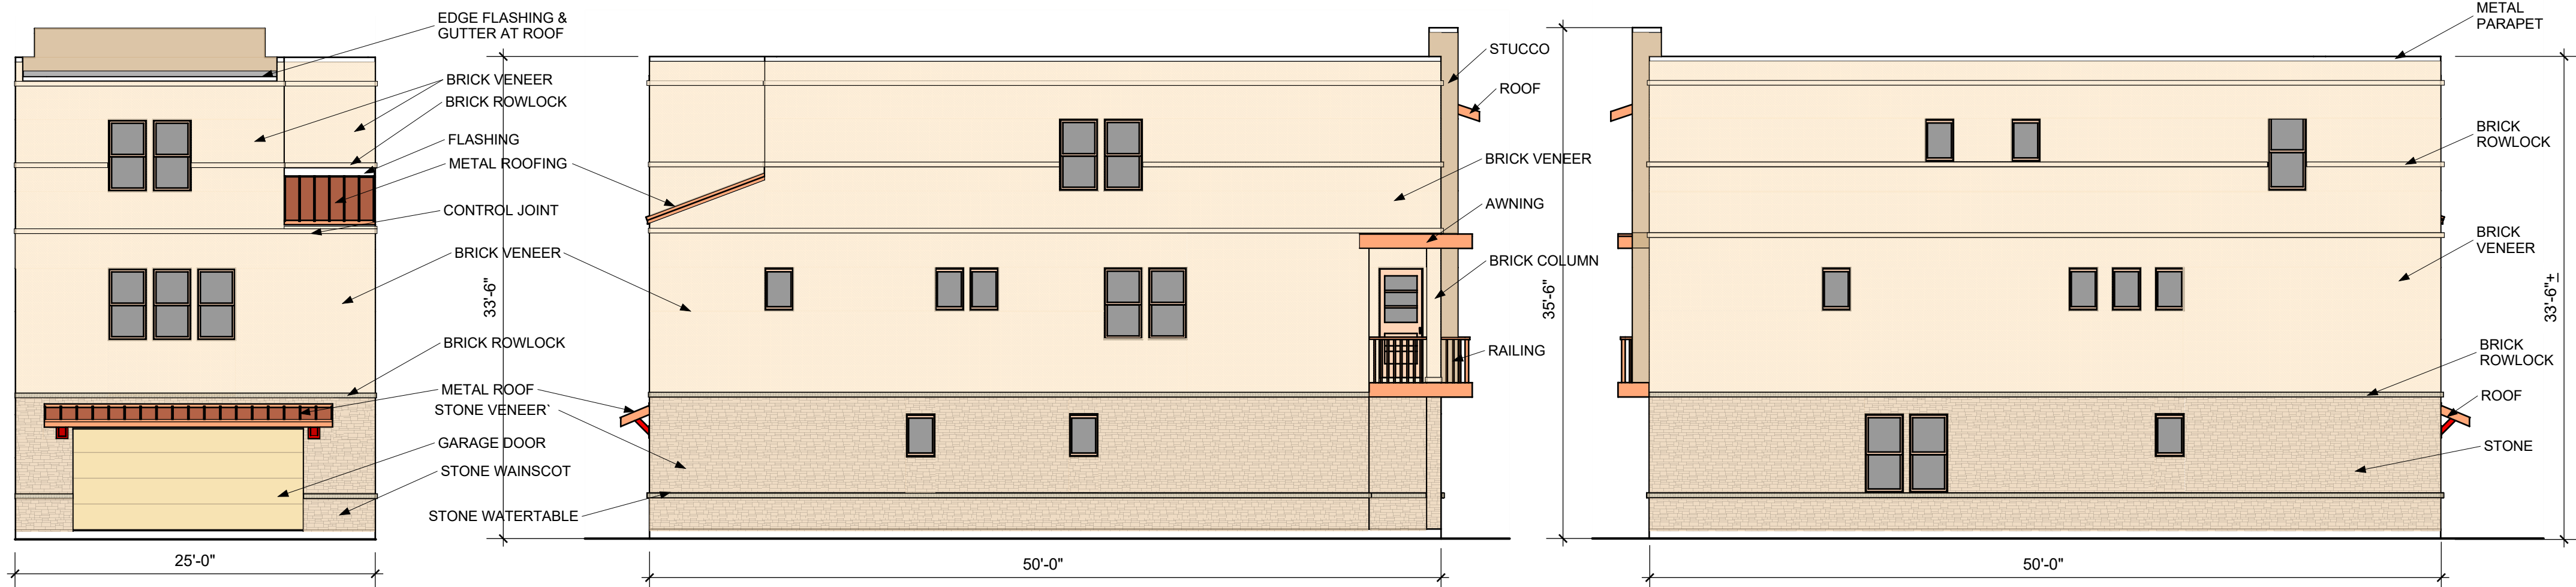 EDGE FLASHING &
GUTTER AT ROOF
BRICK VENEER
BRICK ROWLOCK
FLASHING
METAL ROOFING
CONTROL JOINT
BRICK VENEER
33'-6"
BRICK ROWLOCK
METAL ROOF
STONE VENEER`
GARAGE DOOR
STONE WAINSCOT
STONE WATERTABLE
25'-0"
STUCCO
ROOF
BRICK VENEER
AWNING
BRICK COLUMN
35'-6"
RAILING
50'-0"
METAL
PARAPET
BRICK
ROWLOCK
BRICK
VENEER
33'-6"±
BRICK
ROWLOCK
ROOF
STONE
50'-0"